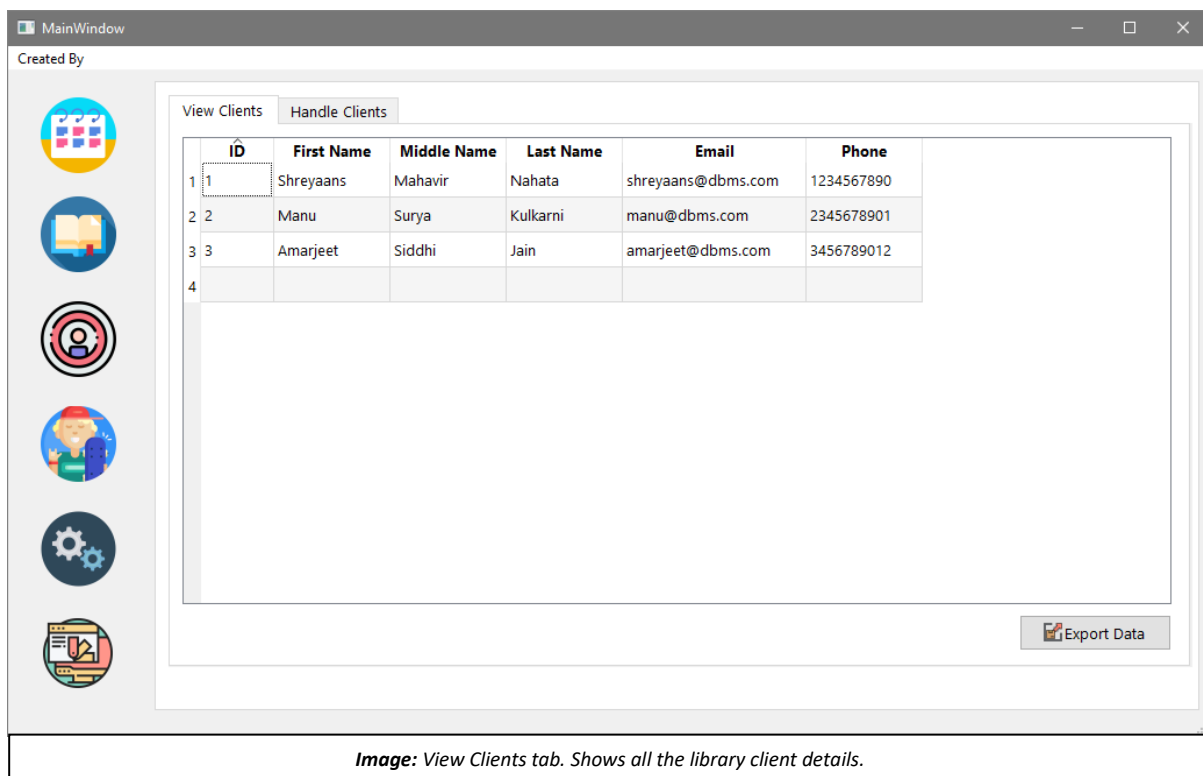 MainWindow
Created By
View Clients Handle Clients
ID First Name Middle Name Last Name Email Phone
1 1 Shreyaans Mahavir Nahata shreyaans@dbms.com 1234567890
2 2 Manu Surya Kulkarni manu@dbms.com 2345678901
3 3 Amarjeet Siddhi Jain amarjeet@dbms.com 3456789012
4
Export Data
Image: View Clients tab. Shows all the library client details.